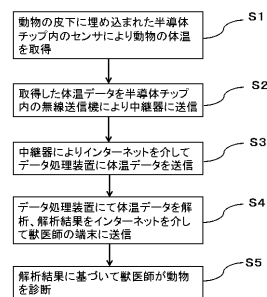 動物の皮下に埋め込まれた半導体
チップ内のセンサにより動物の体温
を取得
S1
取得した体温データを半導体チップ
内の無線送信機により中継器に送信
S2
中継器によりインターネットを介して
データ処理装置に体温データを送信
S3
データ処理装置にて体温データを解
析、解析結果をインターネットを介し
て獣医師の端末に送信
S4
解析結果に基づいて獣医師が動物
を診断
S5